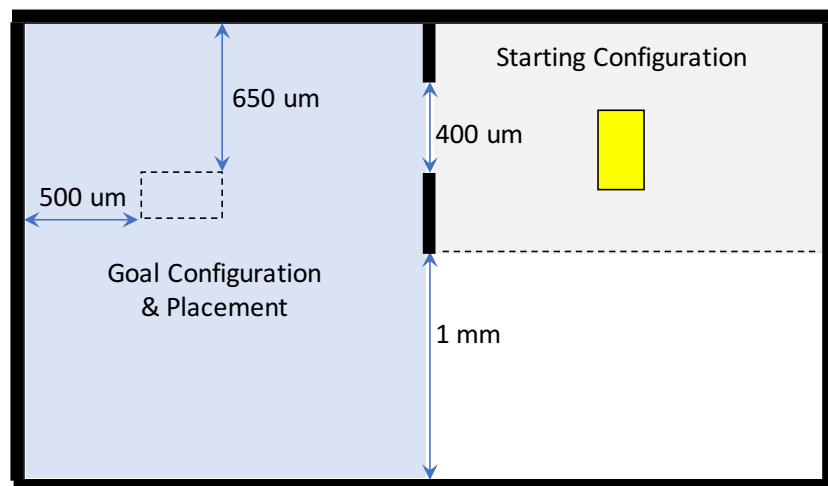 Starting Configuration
650 um
400 um
500 um
Goal Configuration
& Placement
1 mm